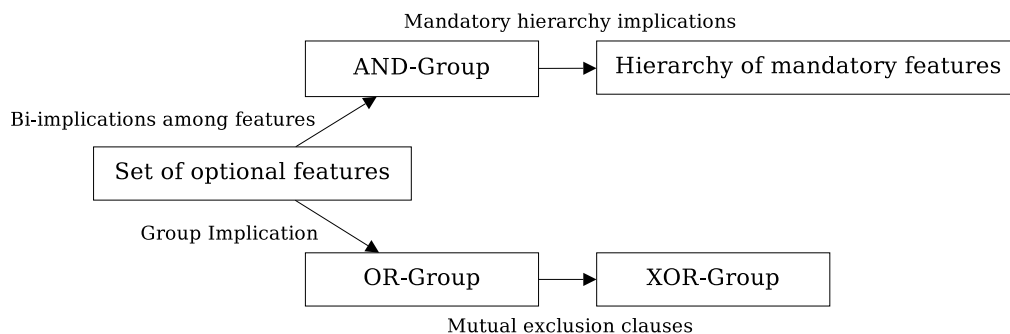 Mandatory hierarchy implications
AND-Group
Hierarchy of mandatory features
Bi-implications among features
Set of optional features
Group Implication
OR-Group
XOR-Group
Mutual exclusion clauses